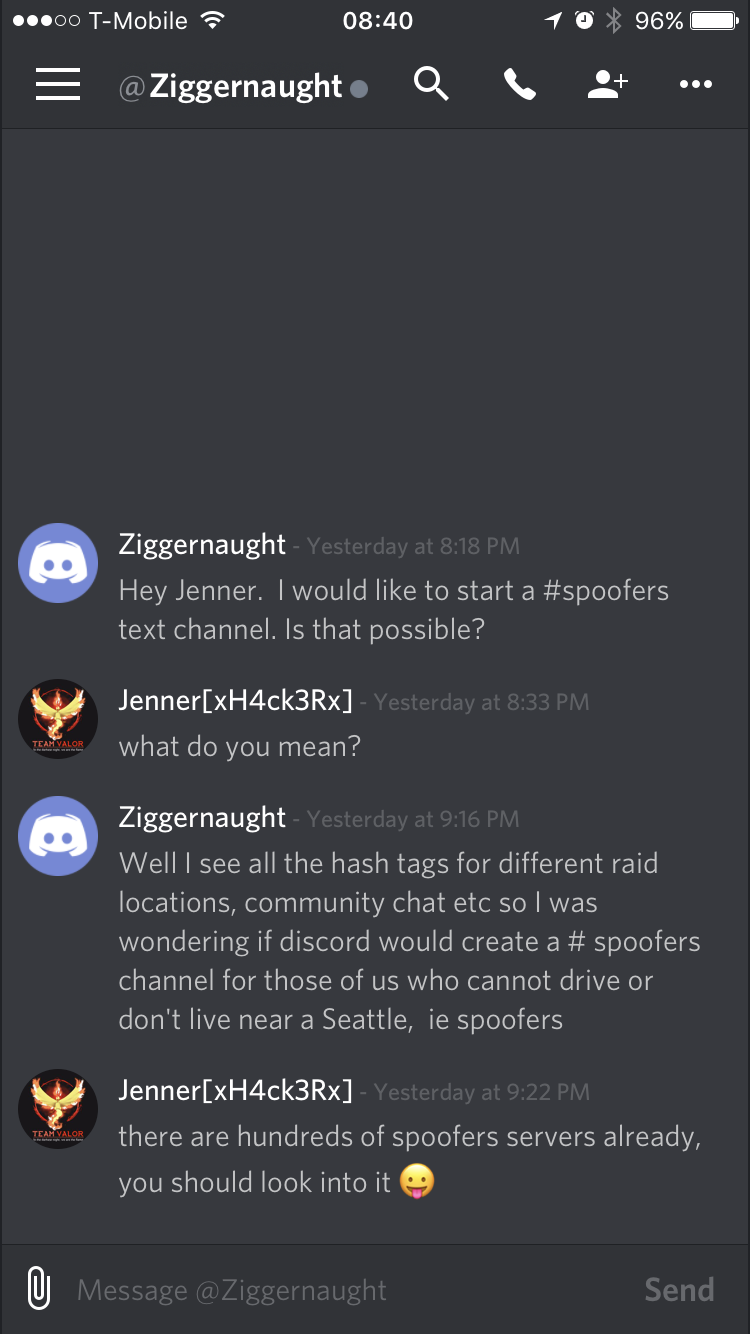 T-Mobile 08:40 96%
@Ziggernaught
Ziggernaught - Yesterday at 8:18 PM
Hey Jenner.  I would like to start a #spoofers
text channel. Is that possible?
Jenner[xH4ck3Rx] - Yesterday at 8:33 PM
TEAM VALOR
what do you mean?
Ziggernaught - Yesterday at 9:16 PM
Well I see all the hash tags for different raid
locations, community chat etc so I was
wondering if discord would create a # spoofers
channel for those of us who cannot drive or
don't live near a Seattle,  ie spoofers
Jenner[xH4ck3Rx] - Yesterday at 9:22 PM
TEAM VALOR
there are hundreds of spoofers servers already,
you should look into it 😛
Message @Ziggernaught Send